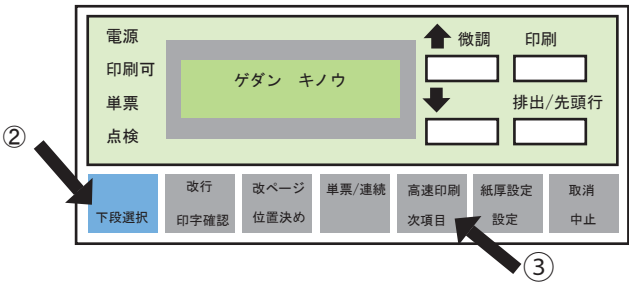 電源
微調 印刷
印刷可
ゲダン キノウ
単票
排出/先頭行
点検
②
改行 改ページ 単票/連続 高速印刷 紙厚設定 取消
下段選択 印字確認 位置決め 次項目 設定 中止
③